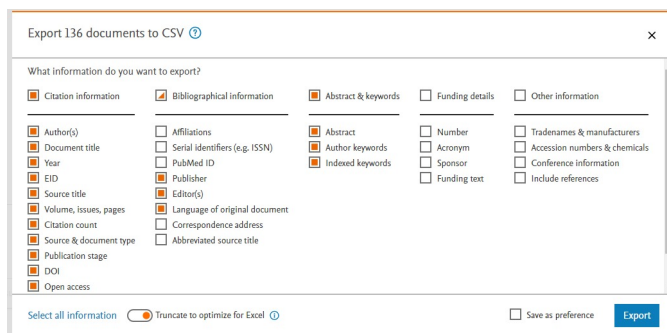 Export 136 documents to CSV
What information do you want to export?
Citation information
Author(s)
Document title
Year
EID
Source title
Volume, issues, pages
Citation count
Source & document type
Publication stage
DOI
Open access
Bibliographical information
Affiliations
Serial identifiers (e.g. ISSN)
PubMed ID
Publisher
Editor(s)
Language of original document
Correspondence address
Abbreviated source title
Abstract & keywords
Abstract
Author keywords
Indexed keywords
Funding details
Number
Acronym
Sponsor
Funding text
Other information
Tradenames & manufacturers
Accession numbers & chemicals
Conference information
Include references
Select all information
Truncate to optimize for Excel
Save as preference
Export